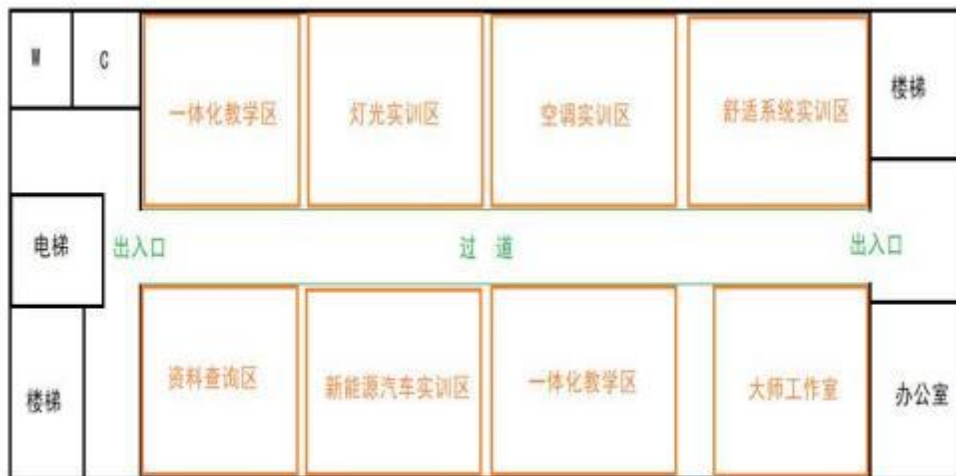 W C
一体化教学区
灯光实训区
空调实训区
舒适系统实训区
楼梯
电梯
出入口
过 道
出入口
楼梯
资料查询区
新能源汽车实训区
一体化教学区
大师工作室
办公室